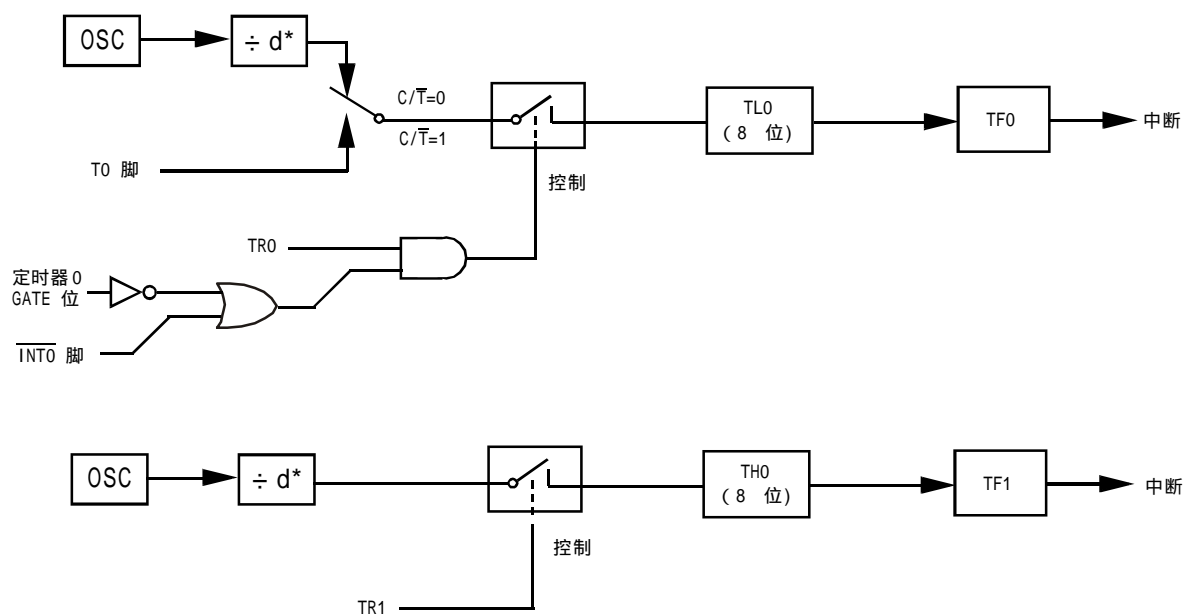 OSC
÷ d*
C/T̅=0
C/T̅=1
T0 脚
控制
TL0
(8 位)
TF0
中断
TR0
定时器0
GATE 位
I̅N̅T̅0̅ 脚
OSC
÷ d*
控制
TR1
TH0
(8 位)
TF1
中断